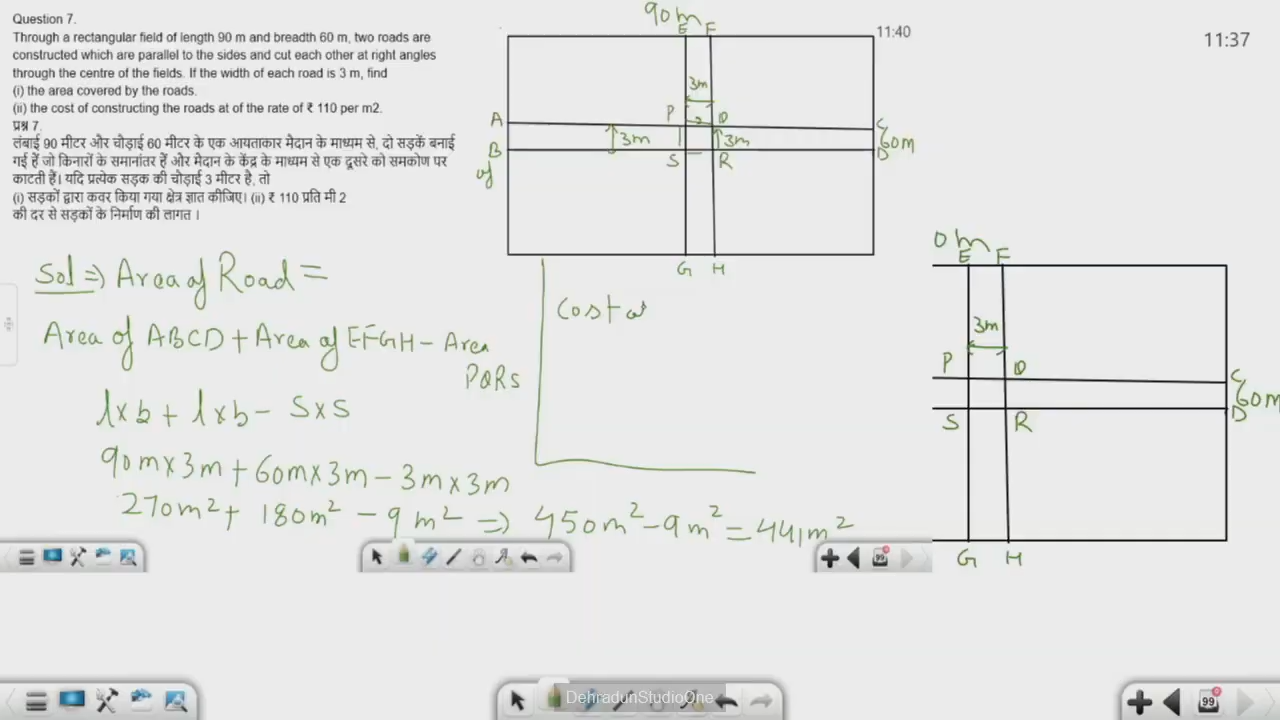 Question 7.
Through a rectangular field of length 90 m and breadth 60 m, two roads are
constructed which are parallel to the sides and cut each other at right angles
through the centre of the fields. If the width of each road is 3 m, find
(i) the area covered by the roads.
(ii) the cost of constructing the roads at of the rate of ₹ 110 per m2.
प्रश्न 7.
लंबाई 90 मीटर और चौड़ाई 60 मीटर के एक आयताकार मैदान के माध्यम से, दो सड़कें बनाई
गई हैं जो किनारों के समानांतर हैं और मैदान के केंद्र के माध्यम से एक दूसरे को समकोण पर
काटती हैं। यदि प्रत्येक सड़क की चौड़ाई 3 मीटर है, तो
(i) सड़कों द्वारा कवर किया गया क्षेत्र ज्ञात कीजिए। (ii) ₹ 110 प्रति मी 2
की दर से सड़कों के निर्माण की लागत ।
90m
E F
11:40
11:37
3m
A P C
B 3m 3m 60m
S R D
of
G H
Sol ⇒ Area of Road =
Area of ABCD + Area of EFGH - Area
PQRS
l×b + l×b - S×S
90m×3m + 60m×3m - 3m×3m
270m² + 180m² - 9m² ⇒ 450m² - 9m² = 441m²
Cost
0m
E F
3m
P C
60m
S R D
G H
99
99
DehradunStudioOne